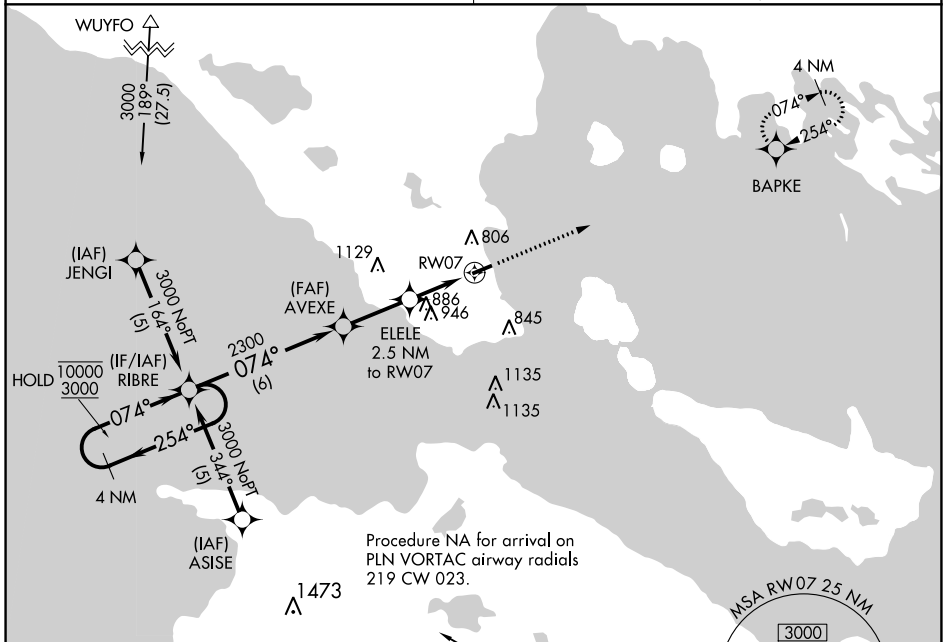 WUYFO
3000
189°
(27.5)
4 NM
074°
254°
BAPKE
(IAF)
JENGI
3000 NoPT
164°
(5)
1129
806
RW07
(FAF)
AVEXE
886
946
ELELE
2.5 NM
to RW07
845
2300
074°
(6)
HOLD
10000
3000
(IF/IAF)
RIBRE
1135
1135
074°
254°
4 NM
3000 NoPT
344°
(5)
(IAF)
ASISE
Procedure NA for arrival on
PLN VORTAC airway radials
219 CW 023.
1473
MSA RW07 25 NM
3000